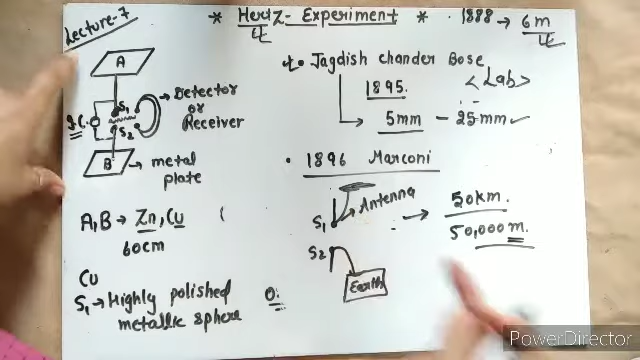 Lecture-7
* Hertz- Experiment *
1888 → 6m
A
S1
S2
I.C.
B
→ Detector
or
Receiver
→ metal
plate
Jagdish chander Bose
1895.
<Lab>
5mm - 25mm
1896 Marconi
S1
Antenna
→ 50km.
50,000 m.
S2
Earth
A,B → Zn, Cu (
60cm
Cu
S1 → Highly polished
metallic sphere
PowerDirector